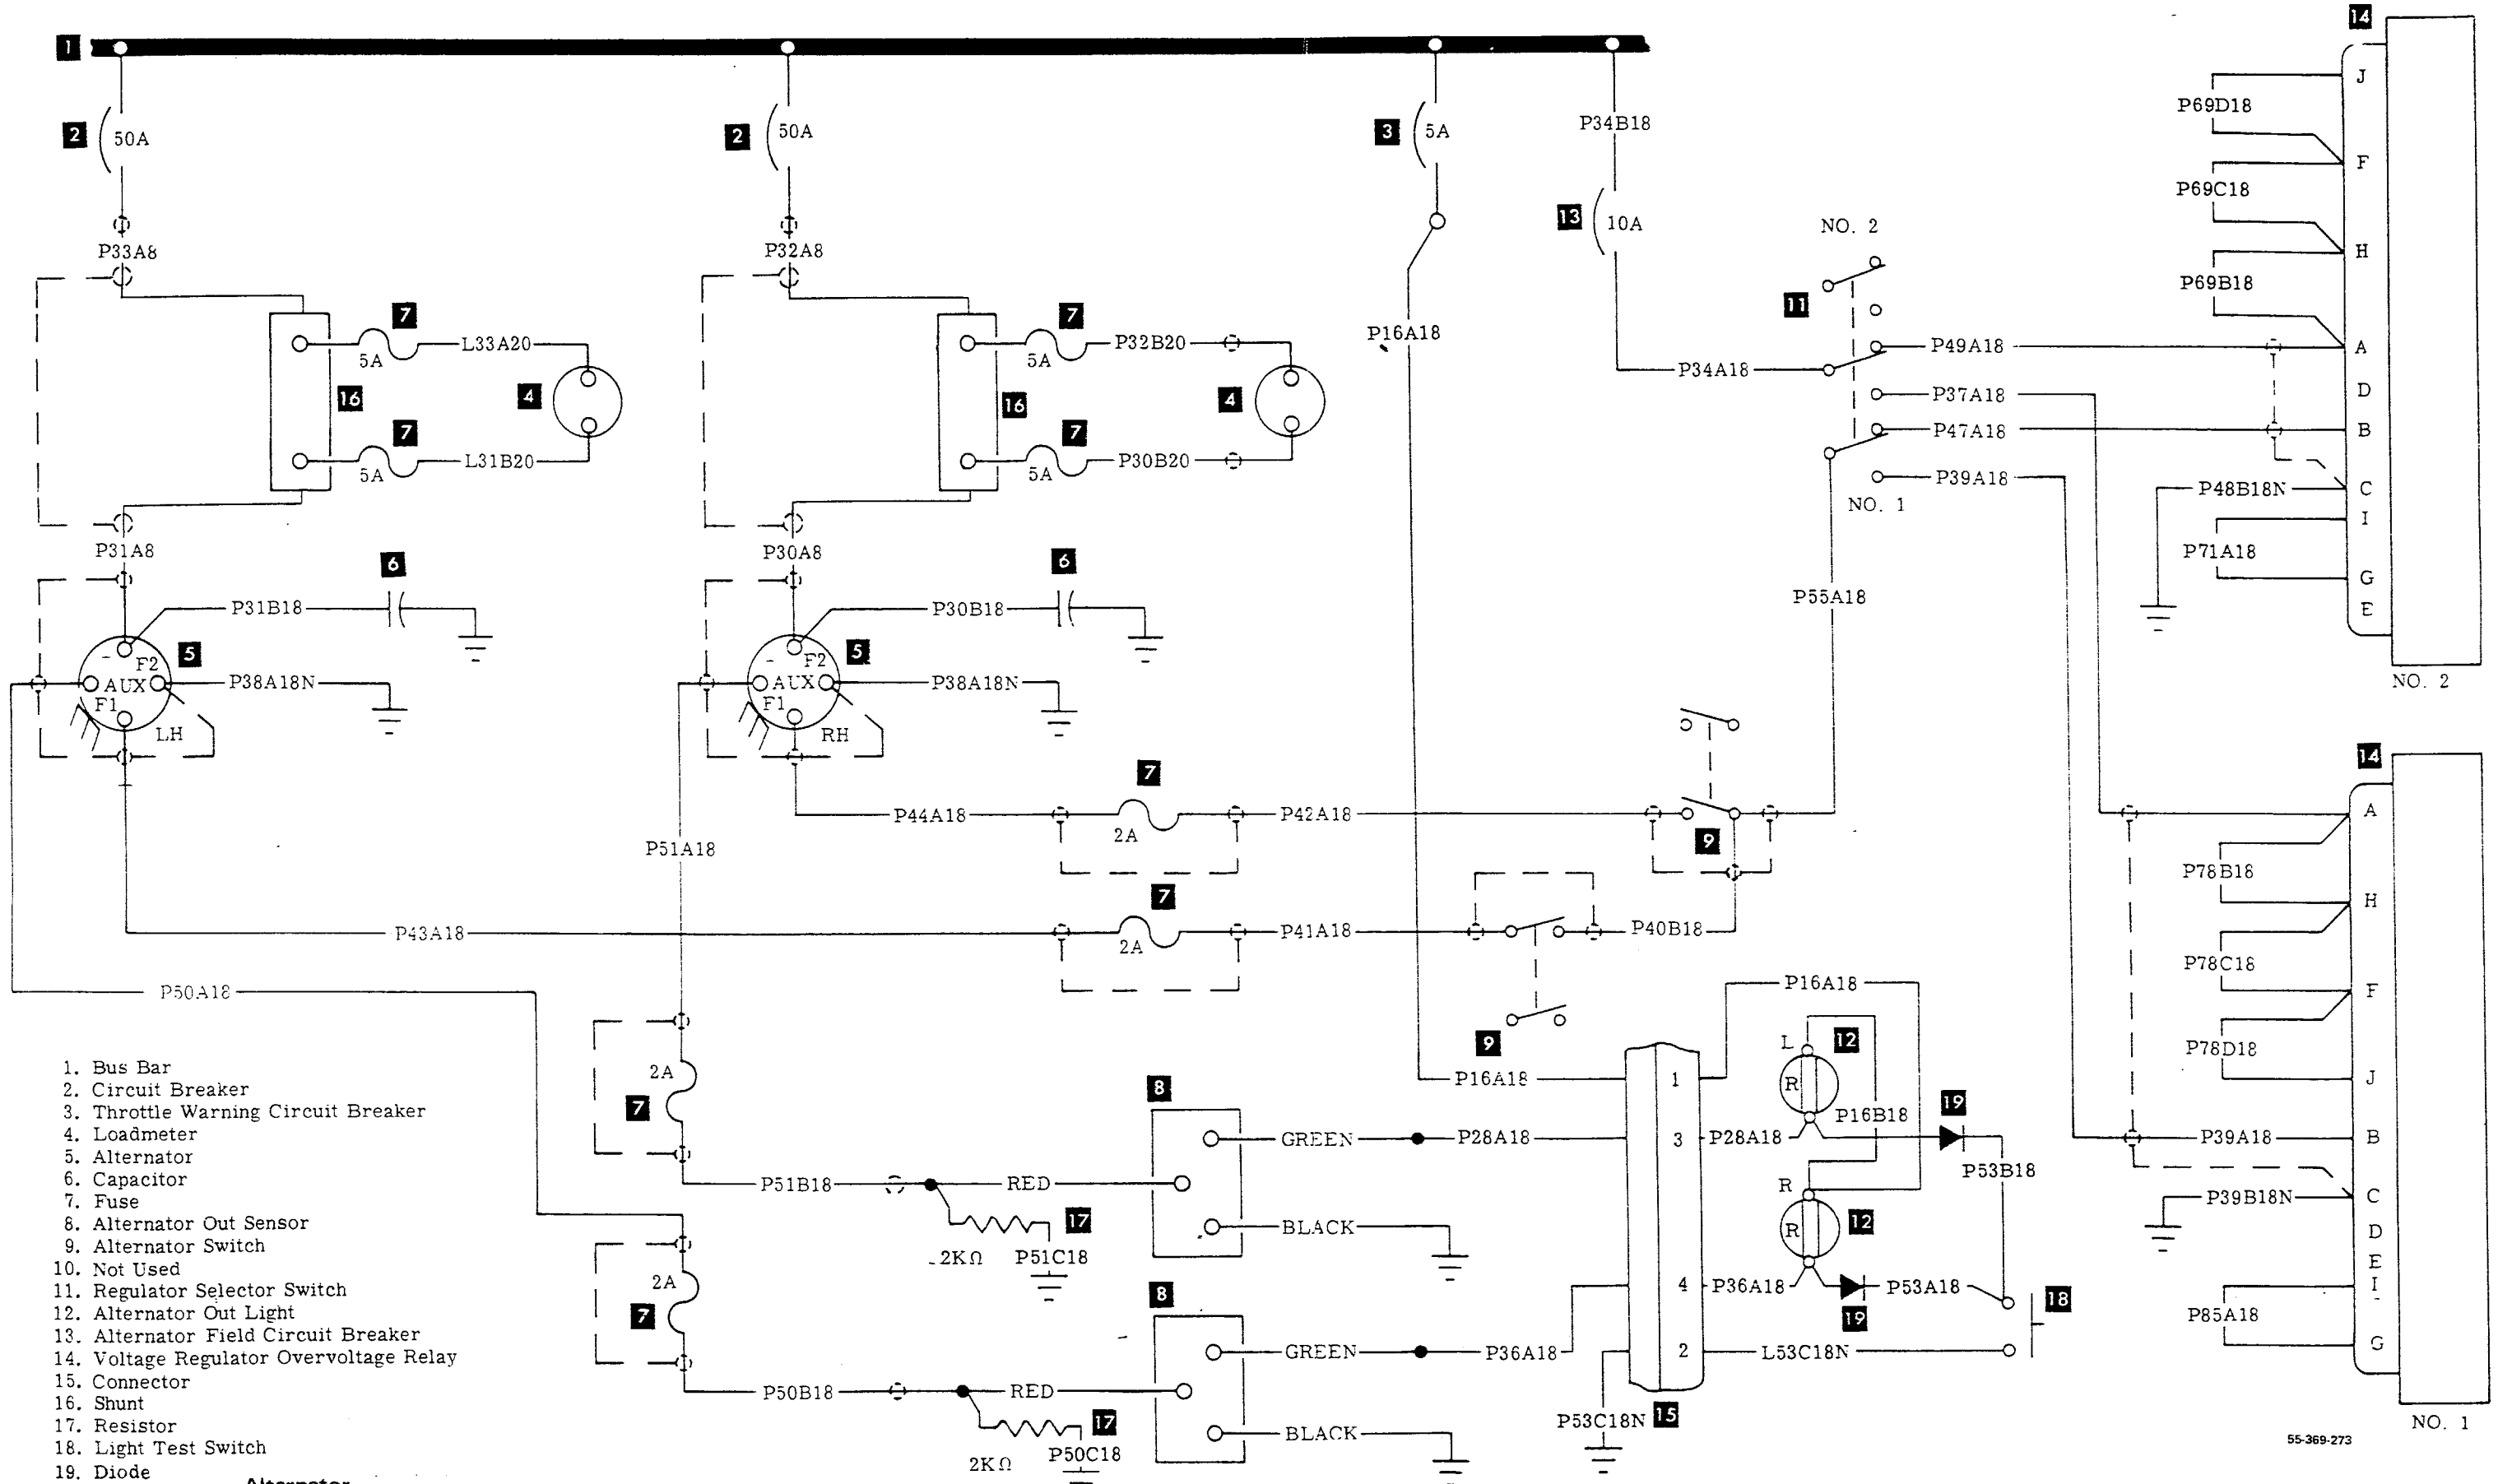 1
14
J
P69D18
2
50A
2
50A
3
5A
P34B18
F
13
10A
P69C18
NO. 2
P33A8
P32A8
H
11
P69B18
7
7
P16A18
5A
L33A20
5A
P32B20
P49A18
A
P34A18
16
4
16
4
D
P37A18
7
7
B
P47A18
5A
L31B20
5A
P30B20
P39A18
P48B18N
C
NO. 1
I
P31A8
P30A8
P71A18
6
6
G
P31B18
P30B18
P55A18
E
5
5
-
F2
-
F2
AUX
P38A18N
AUX
P38A18N
NO. 2
F1
F1
LH
RH
14
7
P44A18
2A
P42A18
9
A
P51A18
P78B18
7
H
P43A18
2A
P41A18
P40B18
P78C18
P50A18
P16A18
F
9
L
12
P78D18
1. Bus Bar
2. Circuit Breaker
3. Throttle Warning Circuit Breaker
4. Loadmeter
5. Alternator
6. Capacitor
7. Fuse
8. Alternator Out Sensor
9. Alternator Switch
10. Not Used
11. Regulator Selector Switch
12. Alternator Out Light
13. Alternator Field Circuit Breaker
14. Voltage Regulator Overvoltage Relay
15. Connector
16. Shunt
17. Resistor
18. Light Test Switch
19. Diode
2A
7
8
P16A18
1
R
J
P16B18
19
GREEN
P28A18
3
P28A18
P39A18
B
P53B18
P51B18
RED
R
P39B18N
C
17
2KΩ
P51C18
BLACK
R
12
D
E
2A
7
8
4
P36A18
P53A18
I
19
18
P85A18
GREEN
P36A18
2
L53C18N
G
P50B18
RED
17
2KΩ
P50C18
BLACK
P53C18N
15
NO. 1
55-369-273